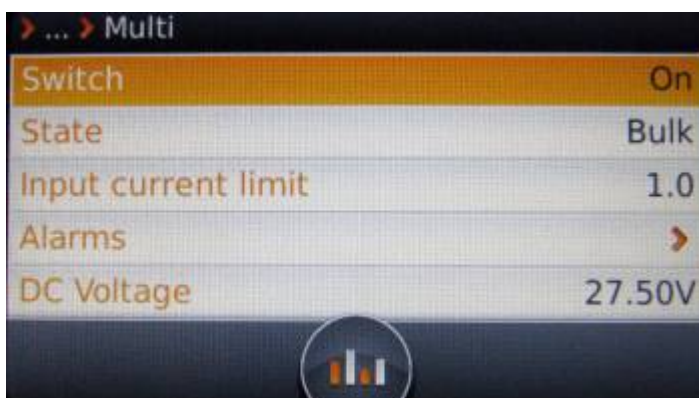 > ... > Multi
Switch On
State Bulk
Input current limit 1.0
Alarms >
DC Voltage 27.50V